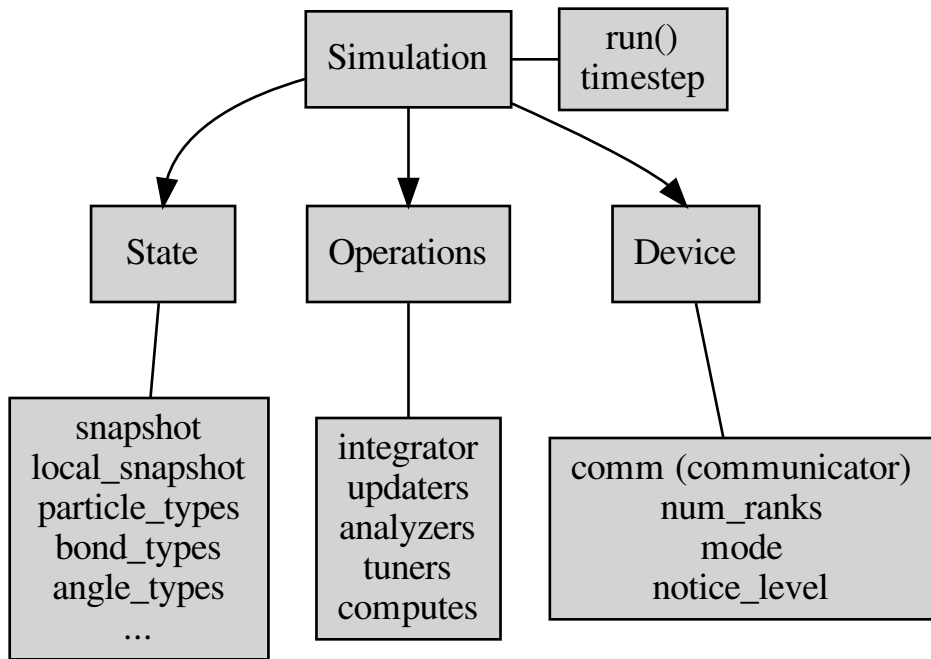 Simulation
run()
timestep
State
Operations
Device
snapshot
local_snapshot
particle_types
bond_types
angle_types
...
integrator
updaters
analyzers
tuners
computes
comm (communicator)
num_ranks
mode
notice_level